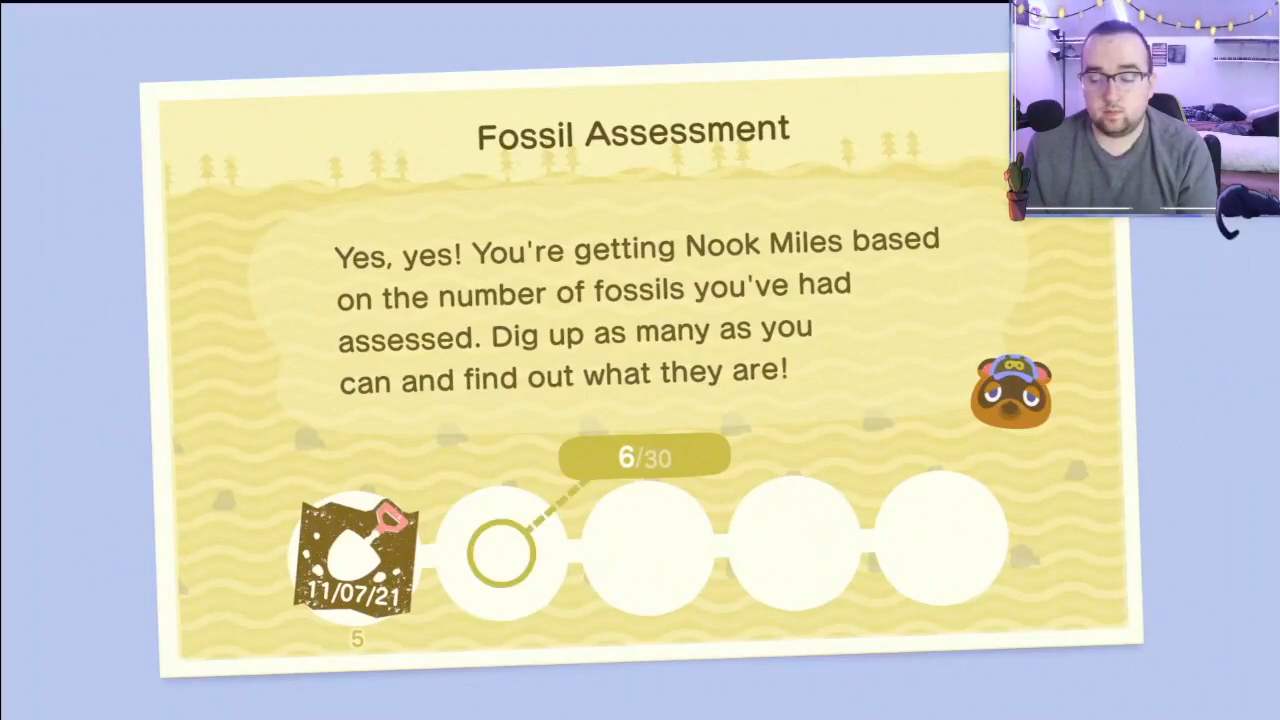 Fossil Assessment
Yes, yes! You're getting Nook Miles based
on the number of fossils you've had
assessed. Dig up as many as you
can and find out what they are!
6/30
11/07/21
5